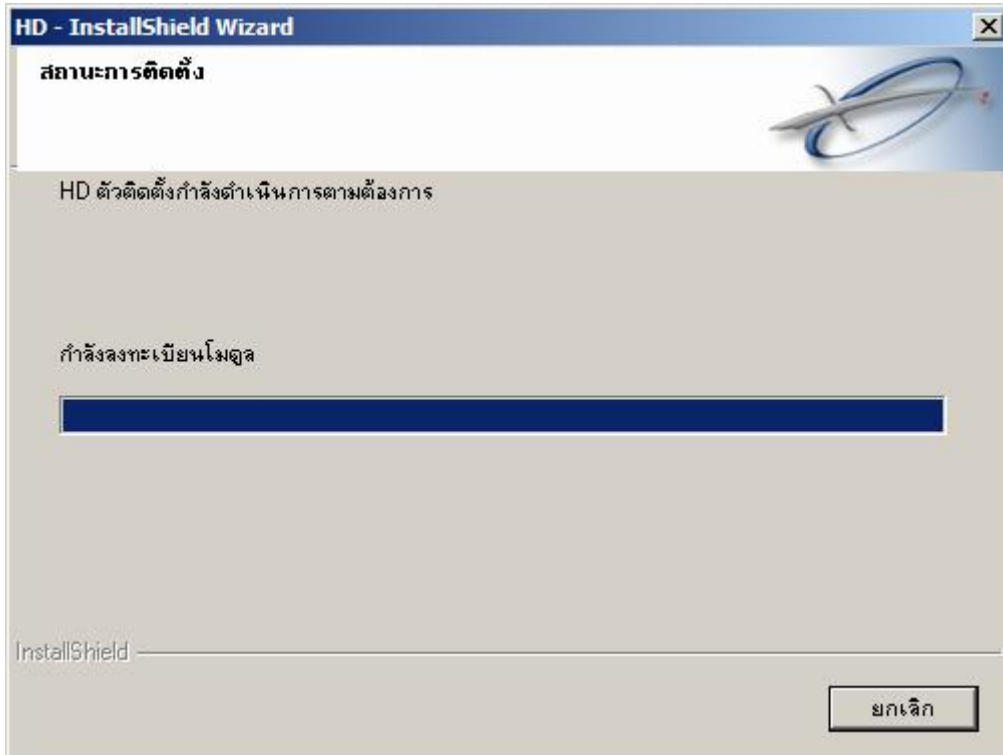 HD - InstallShield Wizard
สถานะการติดตั้ง
HD ตัวติดตั้งกำลังดำเนินการตามต้องการ
กำลังลงทะเบียนโมดูล
InstallShield
ยกเลิก